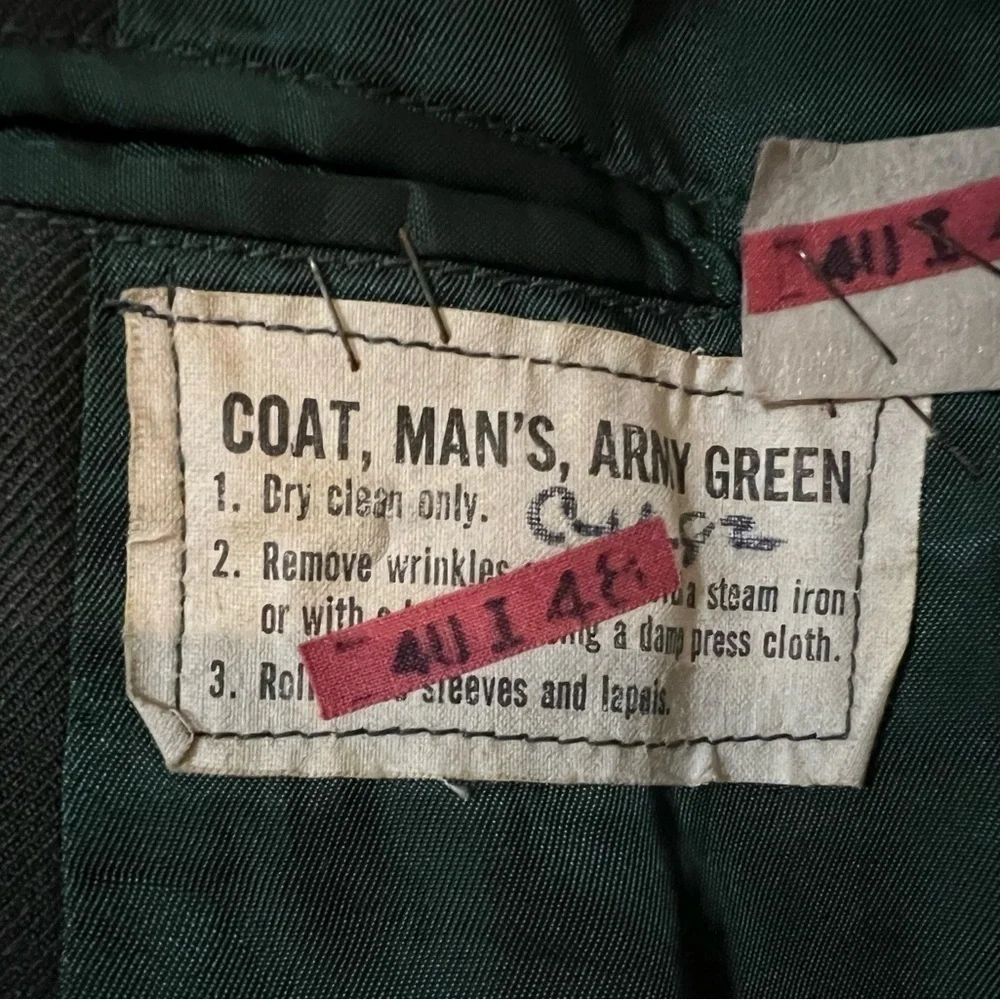 COAT, MAN'S, ARMY GREEN
1. Dry clean only.
2. Remove wrinkles a steam iron
or with a damp press cloth.
3. sleeves and lapels.
4U I 48
4U I